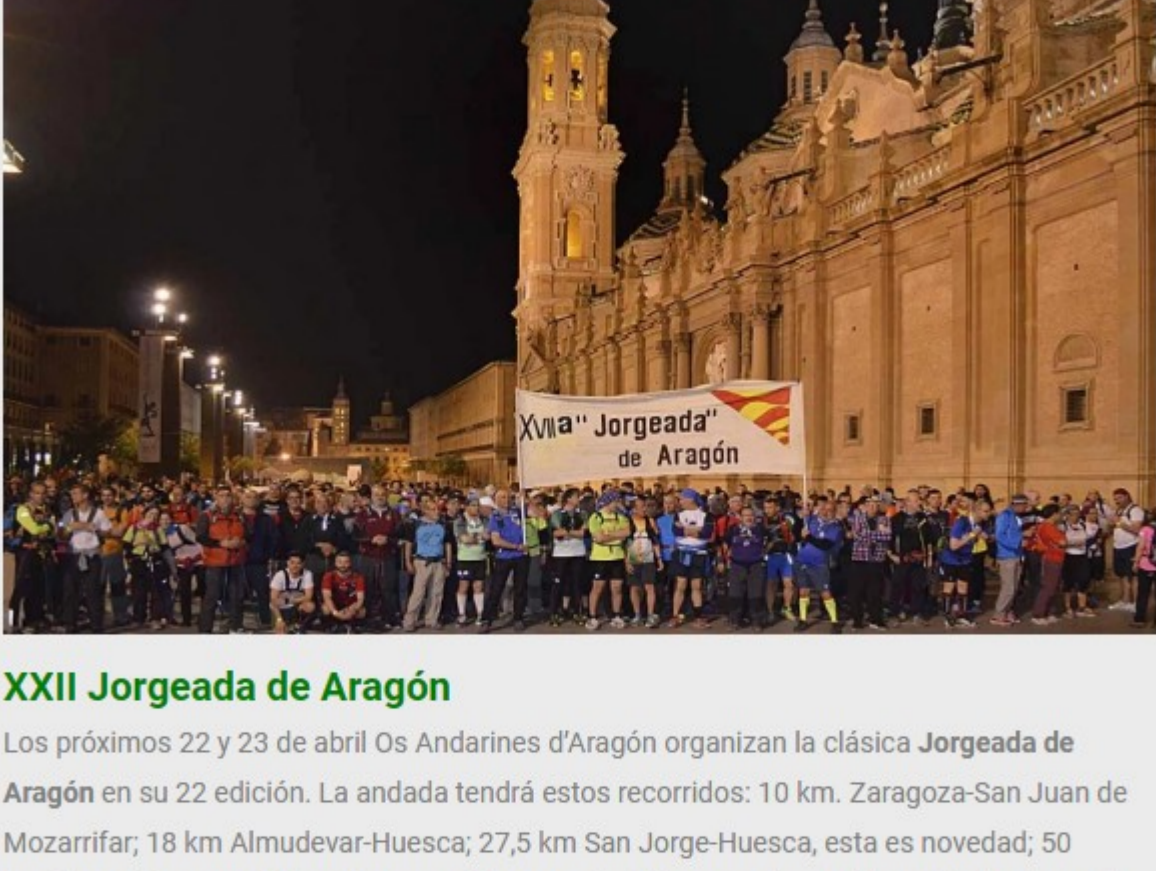 XVIIa" Jorgeada"
de Aragón
XXII Jorgeada de Aragón
Los próximos 22 y 23 de abril Os Andarines d'Aragón organizan la clásica Jorgeada de
Aragón en su 22 edición. La andada tendrá estos recorridos: 10 km. Zaragoza-San Juan de
Mozarrifar; 18 km Almudevar-Huesca; 27,5 km San Jorge-Huesca, esta es novedad; 50